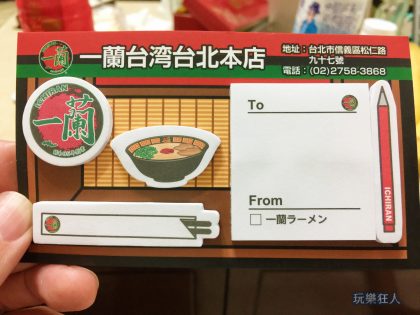 一蘭台湾台北本店
地址：台北市信義區松仁路
九十七號
電話：(02)2758-3868
ICHIRAN
一蘭
To
From
一蘭ラーメン
ICHIRAN
玩樂狂人